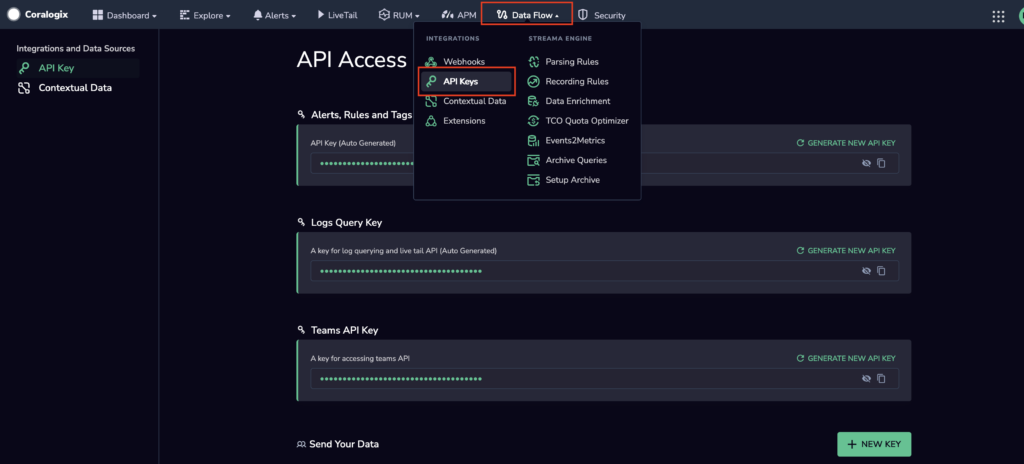 Coralogix
Dashboard
Explore
Alerts
LiveTail
RUM
APM
Data Flow
Security
Integrations and Data Sources
API Key
Contextual Data
API Access
INTEGRATIONS
Webhooks
API Keys
Contextual Data
Extensions
STREAMA ENGINE
Parsing Rules
Recording Rules
Data Enrichment
TCO Quota Optimizer
Events2Metrics
Archive Queries
Setup Archive
Alerts, Rules and Tags
API Key (Auto Generated)
GENERATE NEW API KEY
Logs Query Key
A key for log querying and live tail API (Auto Generated)
GENERATE NEW API KEY
Teams API Key
A key for accessing teams API
GENERATE NEW API KEY
Send Your Data
NEW KEY